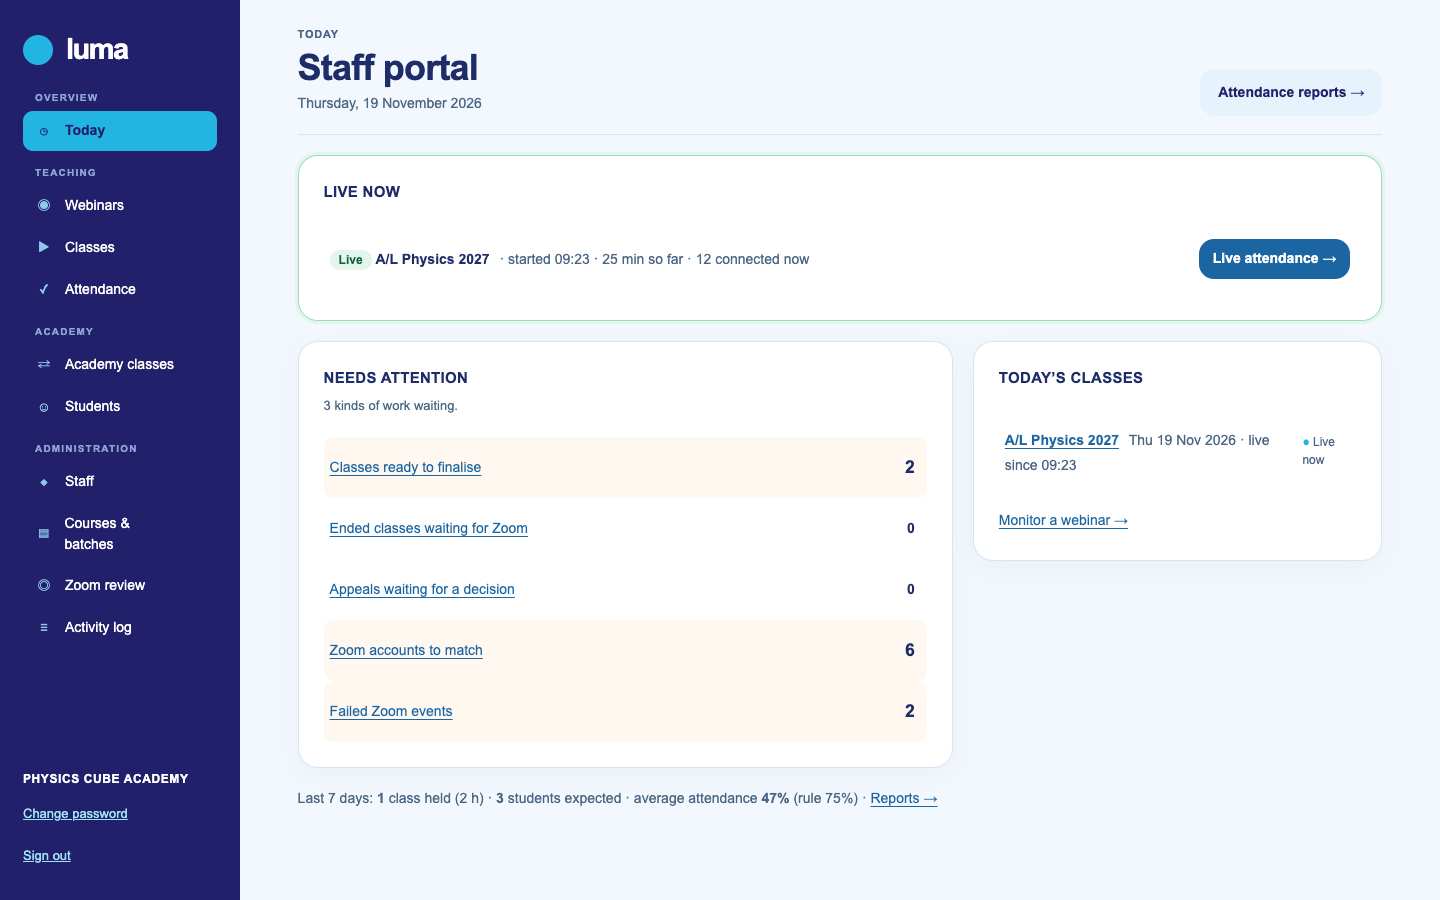 luma
OVERVIEW
Today
TEACHING
Webinars
Classes
Attendance
ACADEMY
Academy classes
Students
ADMINISTRATION
Staff
Courses &
batches
Zoom review
Activity log
PHYSICS CUBE ACADEMY
Change password
Sign out
TODAY
Staff portal
Thursday, 19 November 2026
Attendance reports →
LIVE NOW
Live A/L Physics 2027 · started 09:23 · 25 min so far · 12 connected now
Live attendance →
NEEDS ATTENTION
3 kinds of work waiting.
Classes ready to finalise 2
Ended classes waiting for Zoom 0
Appeals waiting for a decision 0
Zoom accounts to match 6
Failed Zoom events 2
TODAY’S CLASSES
A/L Physics 2027 Thu 19 Nov 2026 · live
since 09:23
● Live
now
Monitor a webinar →
Last 7 days: 1 class held (2 h) · 3 students expected · average attendance 47% (rule 75%) · Reports →